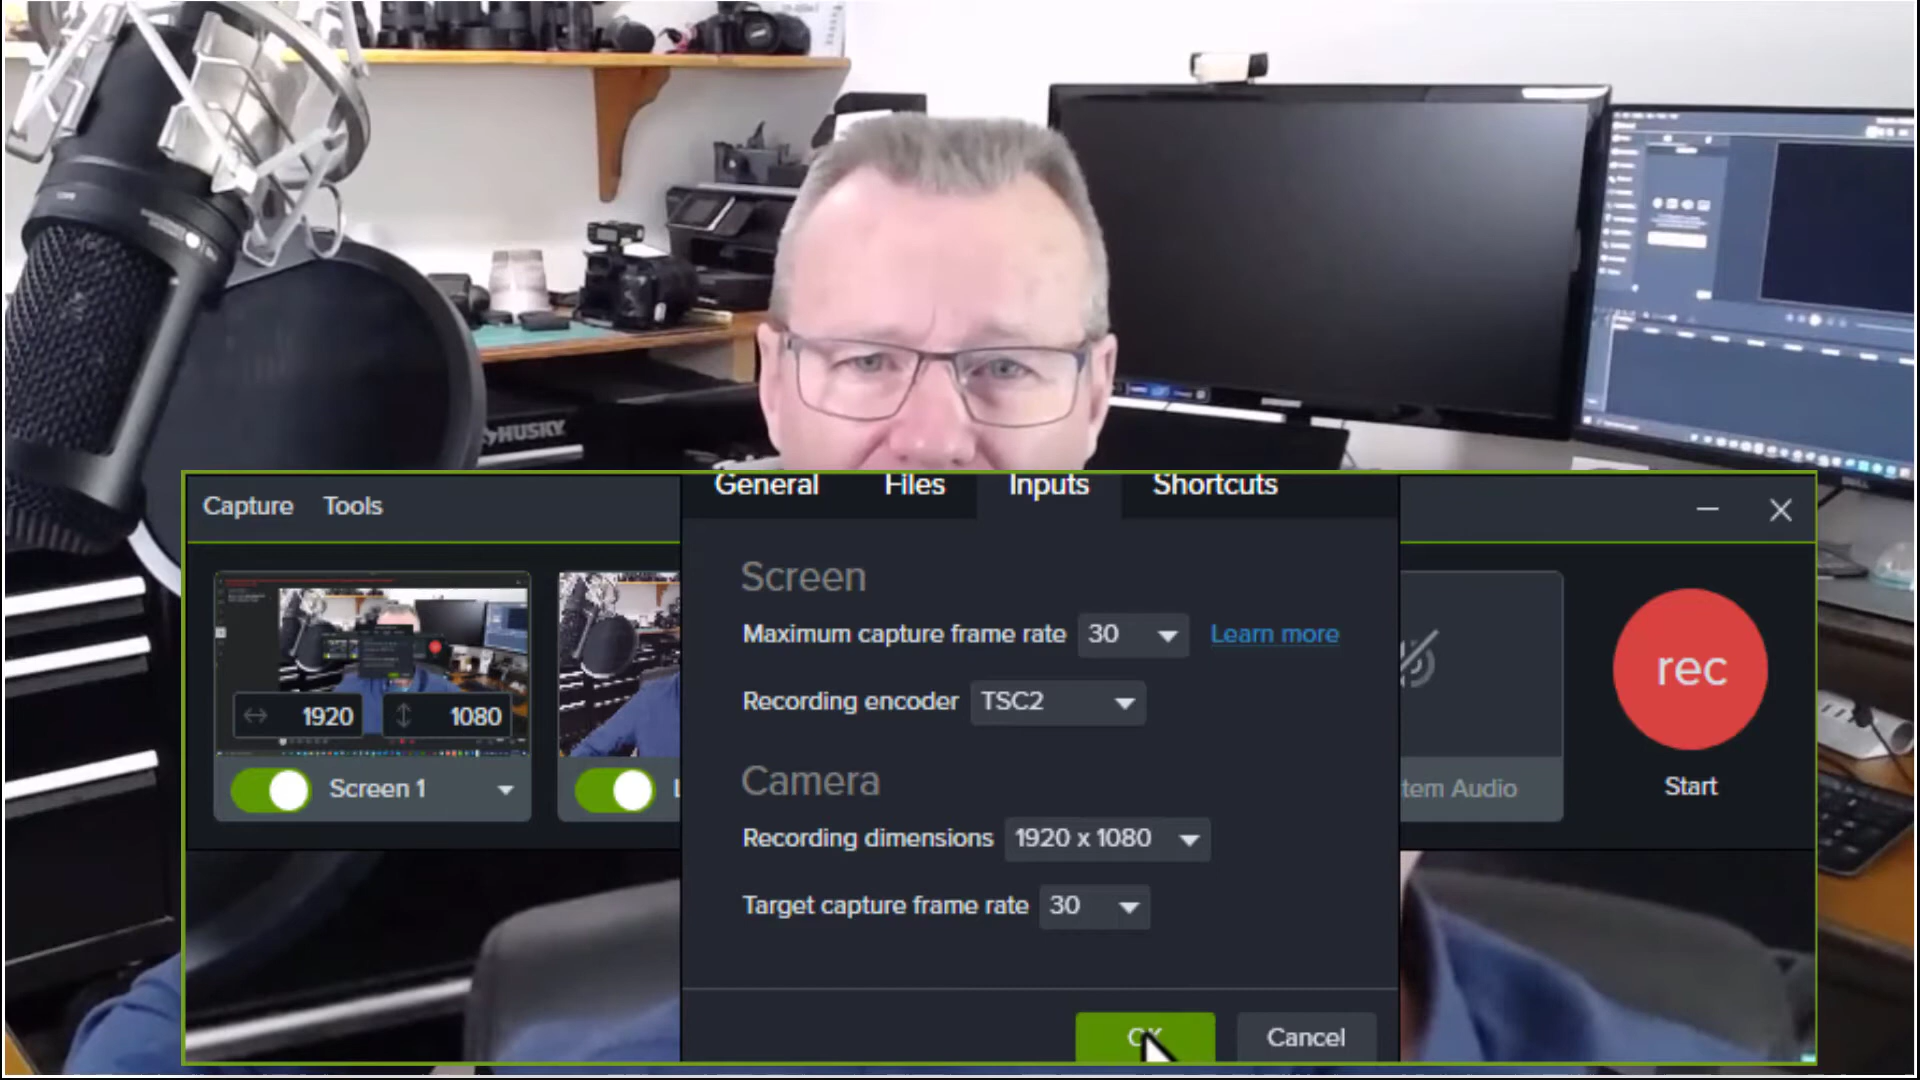 HUSKY
General Files Inputs Shortcuts
Capture Tools
Screen
Maximum capture frame rate 30 Learn more
Recording encoder TSC2
1920 1080
rec
Screen 1
tem Audio
Start
Camera
Recording dimensions 1920 x 1080
Target capture frame rate 30
OK Cancel